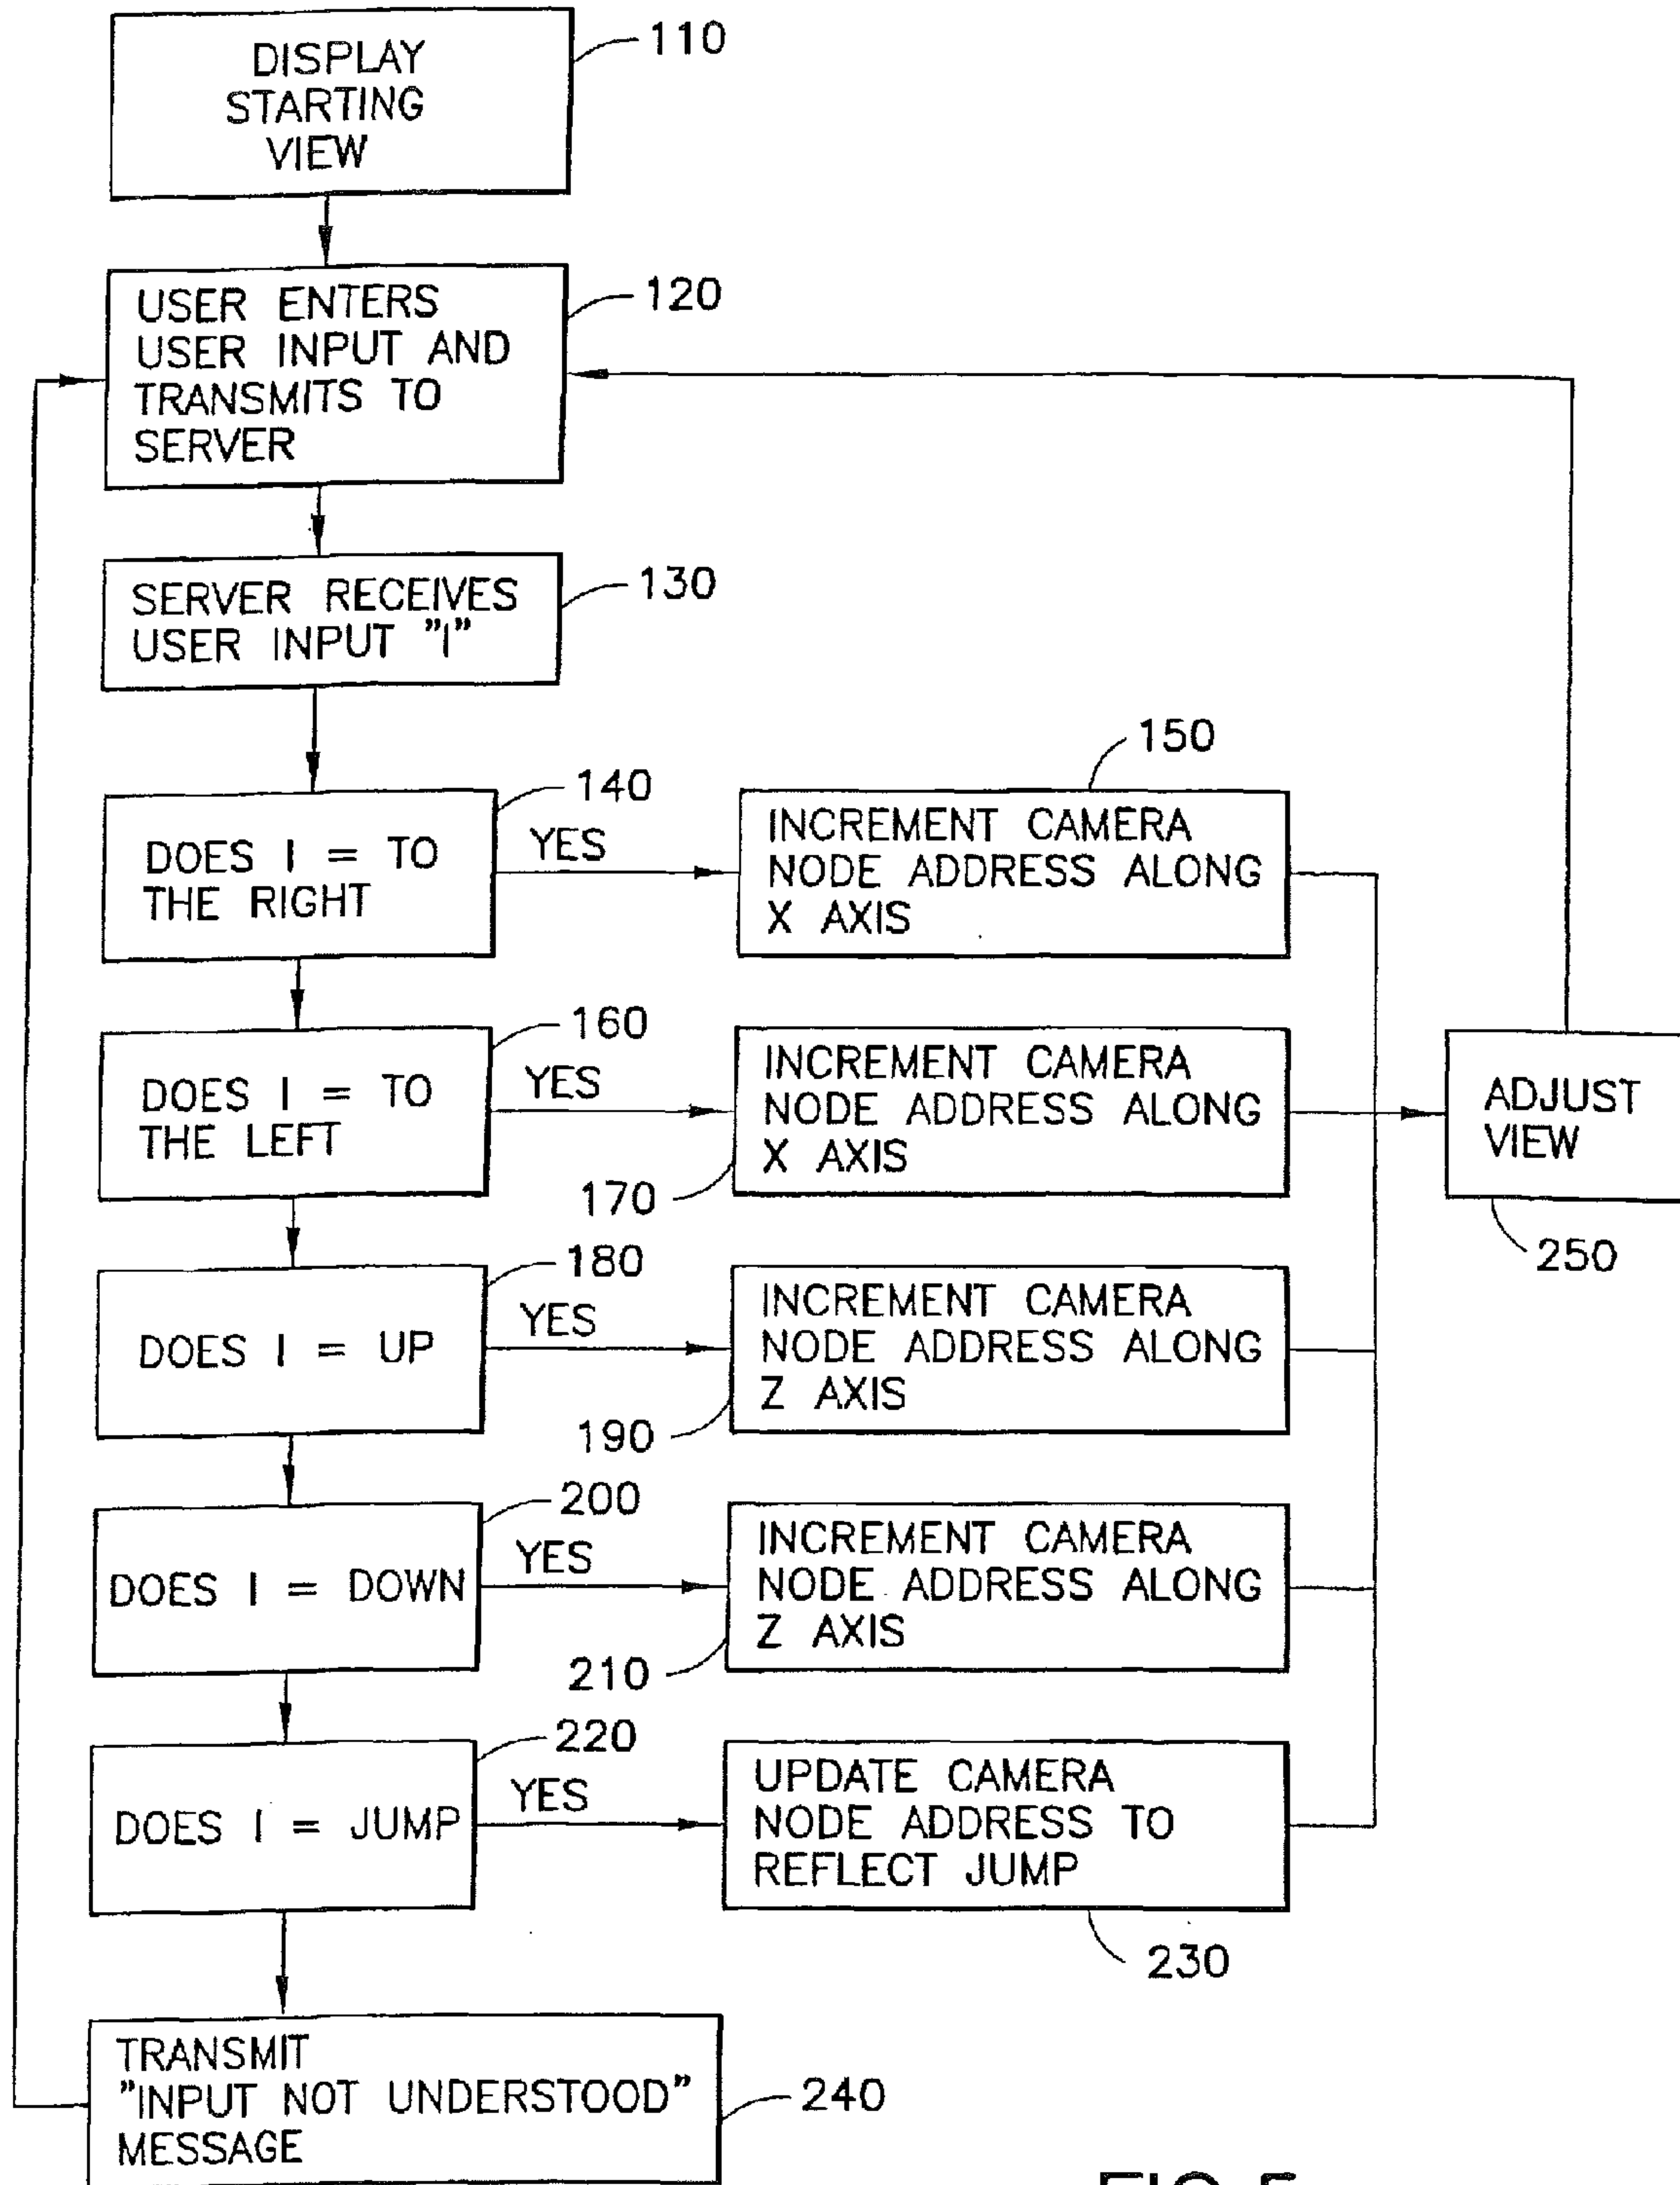 DISPLAY
STARTING
VIEW
110
USER ENTERS
USER INPUT AND
TRANSMITS TO
SERVER
120
SERVER RECEIVES
USER INPUT "I"
130
DOES I = TO
THE RIGHT
140
YES
INCREMENT CAMERA
NODE ADDRESS ALONG
X AXIS
150
DOES I = TO
THE LEFT
160
YES
INCREMENT CAMERA
NODE ADDRESS ALONG
X AXIS
170
ADJUST
VIEW
250
DOES I = UP
180
YES
INCREMENT CAMERA
NODE ADDRESS ALONG
Z AXIS
190
DOES I = DOWN
200
YES
INCREMENT CAMERA
NODE ADDRESS ALONG
Z AXIS
210
DOES I = JUMP
220
YES
UPDATE CAMERA
NODE ADDRESS TO
REFLECT JUMP
230
TRANSMIT
"INPUT NOT UNDERSTOOD"
MESSAGE
240